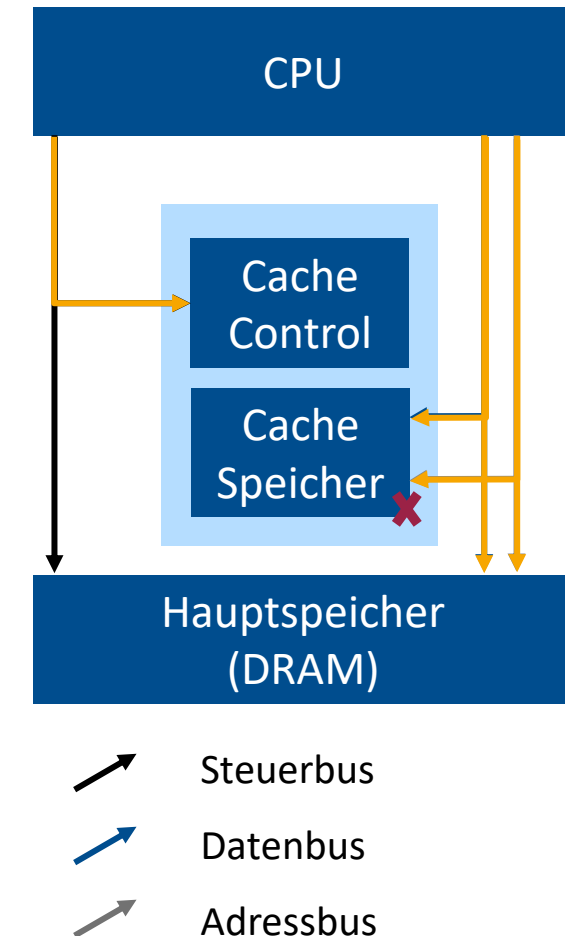 CPU
Cache
Control
Cache
Speicher
Hauptspeicher
(DRAM)
Steuerbus
Datenbus
Adressbus